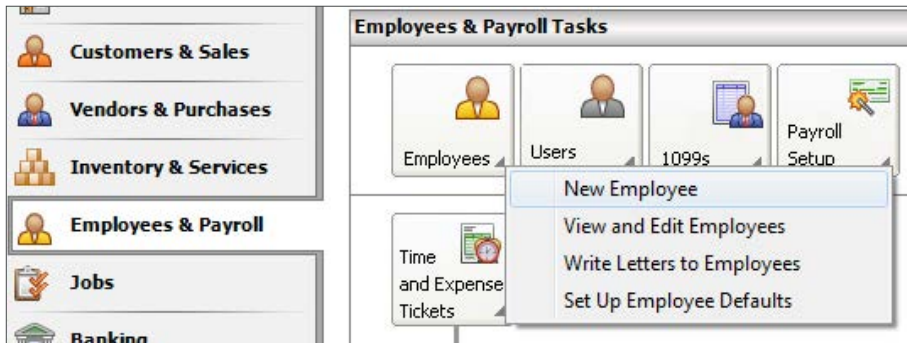 Customers & Sales
Vendors & Purchases
Inventory & Services
Employees & Payroll
Jobs
Banking
Employees & Payroll Tasks
Employees
Users
1099s
Payroll
Setup
New Employee
View and Edit Employees
Write Letters to Employees
Set Up Employee Defaults
Time
and Expense
Tickets